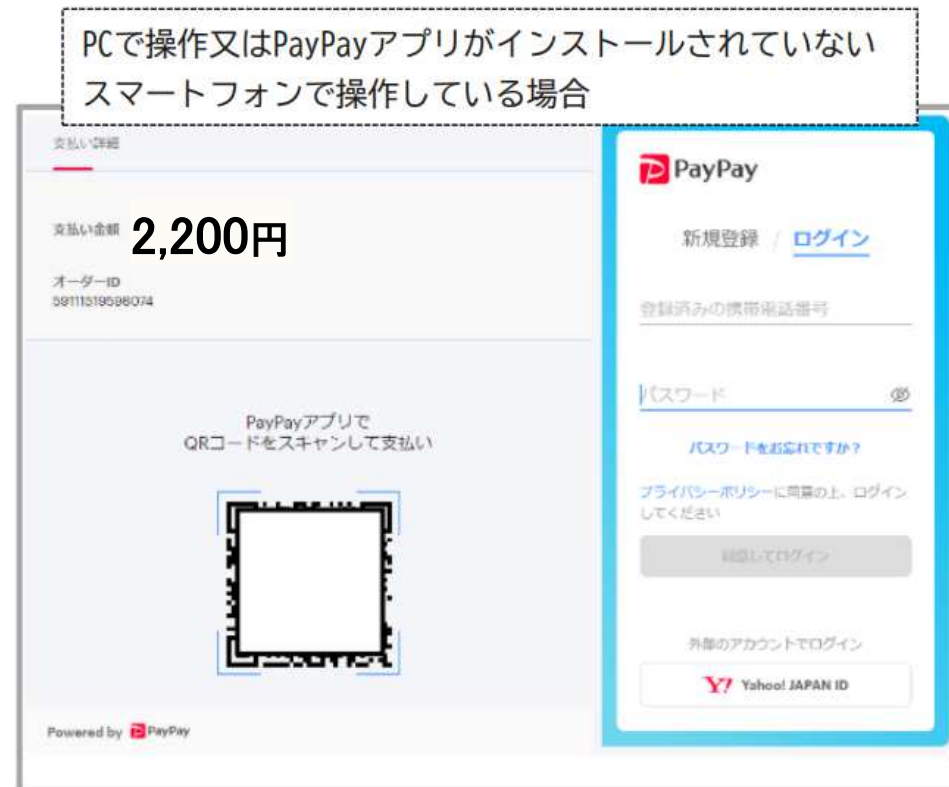 PCで操作又はPayPayアプリがインストールされていない
スマートフォンで操作している場合
支払い詳細
支払い金額 2,200円
オーダーID
59111519598074
PayPayアプリで
QRコードをスキャンして支払い
Powered by PayPay
PayPay
新規登録 / ログイン
登録済みの携帯電話番号
パスワード
パスワードをお忘れですか？
プライバシーポリシーに同意の上、ログイン
してください
同意してログイン
外部のアカウントでログイン
Y! Yahoo! JAPAN ID